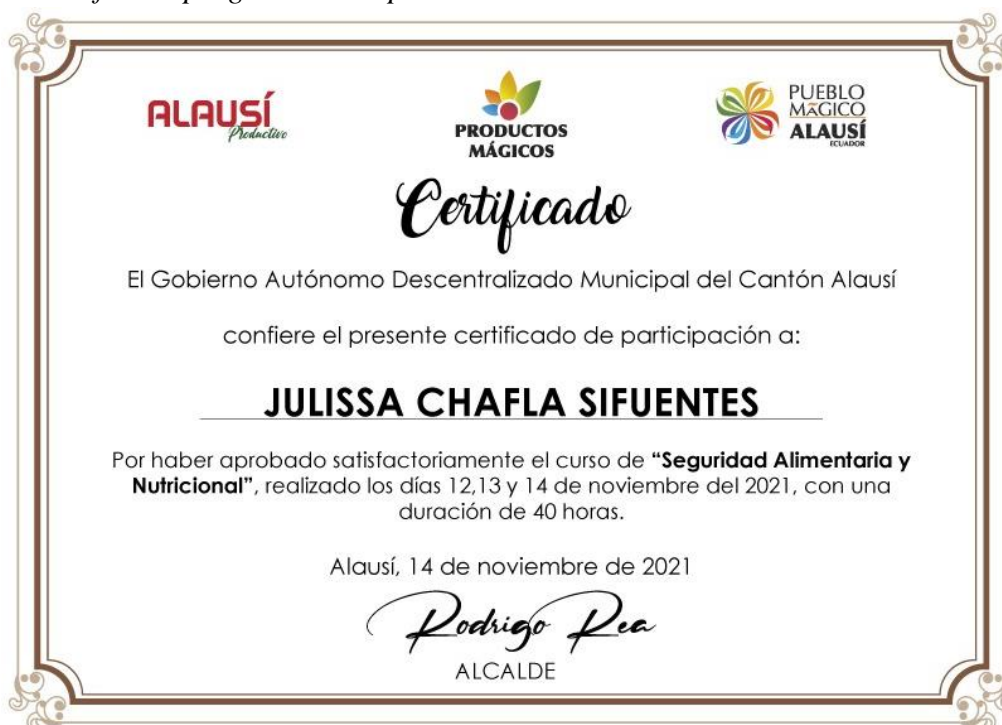 ALAUSÍ
Productivo
PRODUCTOS
MÁGICOS
PUEBLO
MÁGICO
ALAUSÍ
ECUADOR
Certificado
El Gobierno Autónomo Descentralizado Municipal del Cantón Alausí
confiere el presente certificado de participación a:
JULISSA CHAFLA SIFUENTES
Por haber aprobado satisfactoriamente el curso de “Seguridad Alimentaria y
Nutricional”, realizado los días 12,13 y 14 de noviembre del 2021, con una
duración de 40 horas.
Alausí, 14 de noviembre de 2021
Rodrigo Rea
ALCALDE